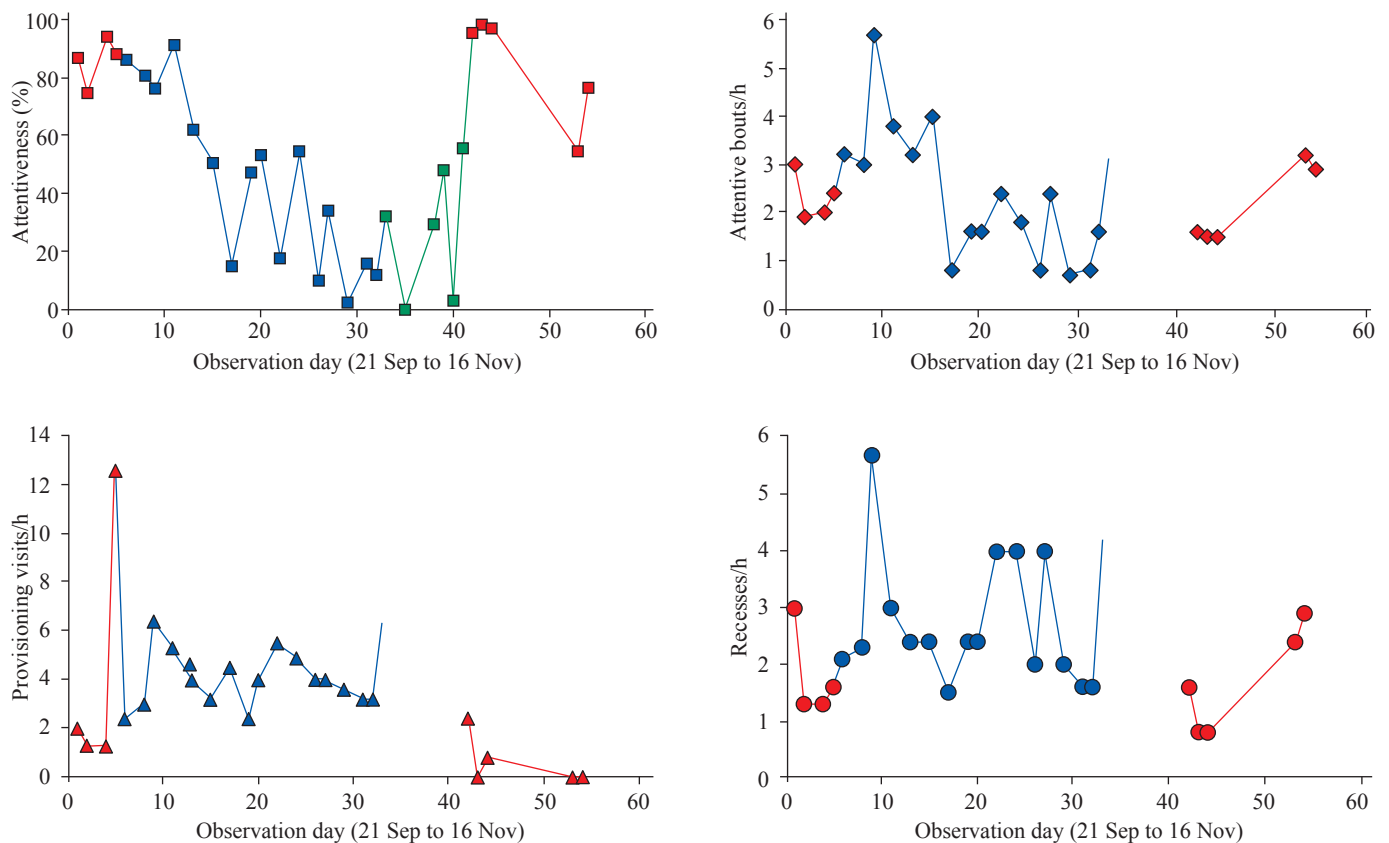 100
80
60
40
20
0
Attentiveness (%)
0 10 20 30 40 50 60
Observation day (21 Sep to 16 Nov)
6
5
4
3
2
1
0
Attentive bouts/h
0 10 20 30 40 50 60
Observation day (21 Sep to 16 Nov)
14
12
10
8
6
4
2
0
Provisioning visits/h
0 10 20 30 40 50 60
Observation day (21 Sep to 16 Nov)
6
5
4
3
2
1
0
Recesses/h
0 10 20 30 40 50 60
Observation day (21 Sep to 16 Nov)